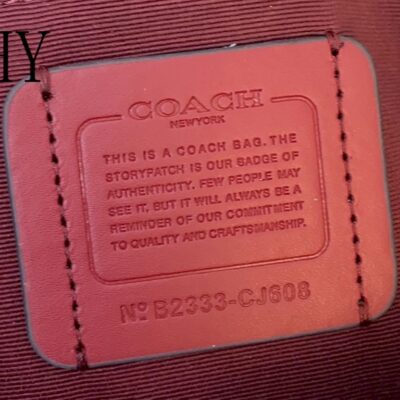 IY
COACH
NEWYORK
THIS IS A COACH BAG. THE
STORYPATCH IS OUR BADGE OF
AUTHENTICITY. FEW PEOPLE MAY
SEE IT, BUT IT WILL ALWAYS BE A
REMINDER OF OUR COMMITMENT
TO QUALITY AND CRAFTSMANSHIP.
Nº B2333-CJ608